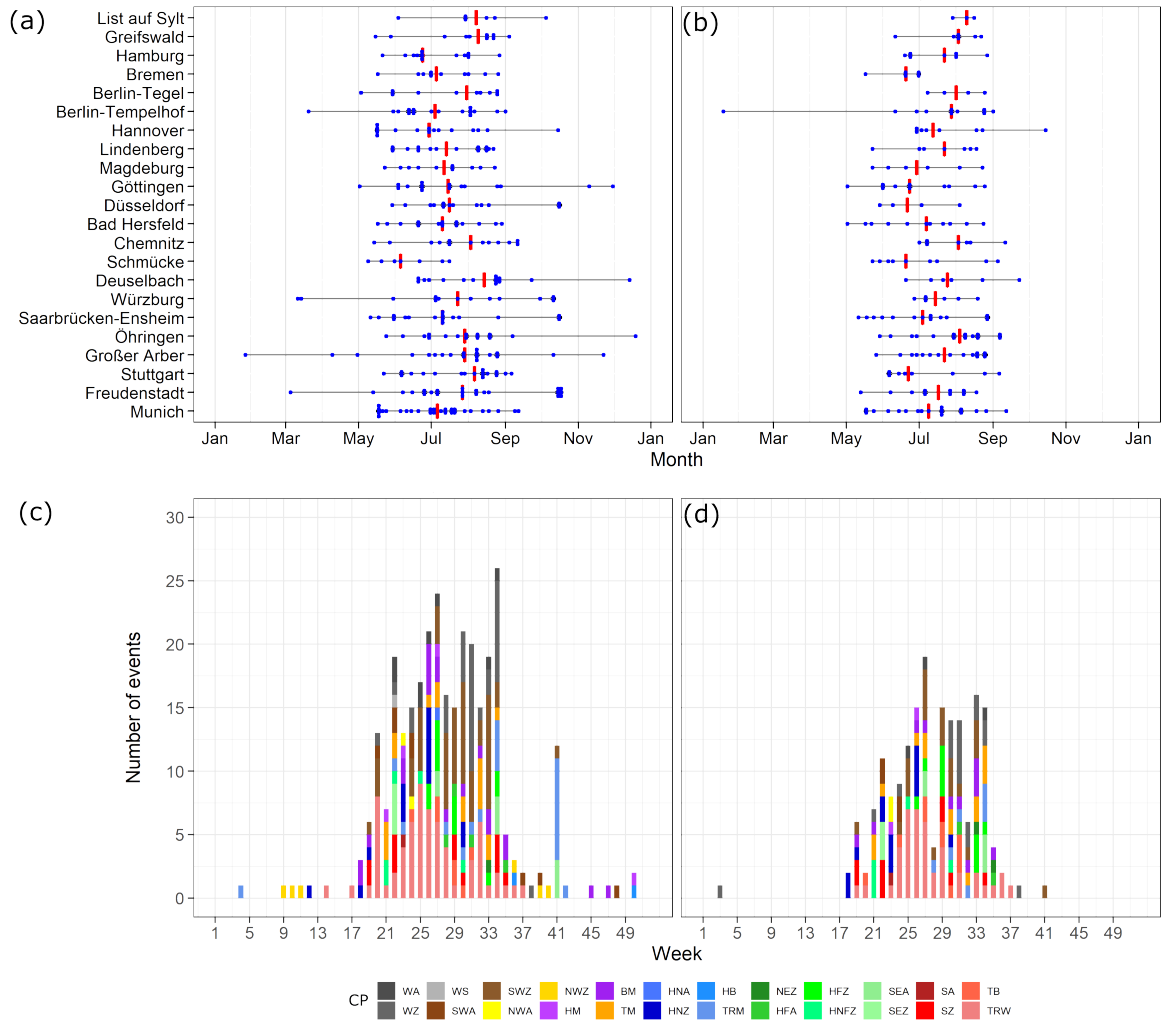 (a)
(b)
List auf Sylt
Greifswald
Hamburg
Bremen
Berlin-Tegel
Berlin-Tempelhof
Hannover
Lindenberg
Magdeburg
Göttingen
Düsseldorf
Bad Hersfeld
Chemnitz
Schmücke
Deuselbach
Würzburg
Saarbrücken-Ensheim
Öhringen
Großer Arber
Stuttgart
Freudenstadt
Munich
Jan Mar May Jul Sep Nov Jan Jan Mar May Jul Sep Nov Jan
Month
(c)
(d)
Number of events
30
25
20
15
10
5
0
1 5 9 13 17 21 25 29 33 37 41 45 49 1 5 9 13 17 21 25 29 33 37 41 45 49
Week
CP
WA WS SWZ NWZ BM HNA HB NEZ HFZ SEA SA TB
WZ SWA NWA HM TM HNZ TRM HFA HNFZ SEZ SZ TRW